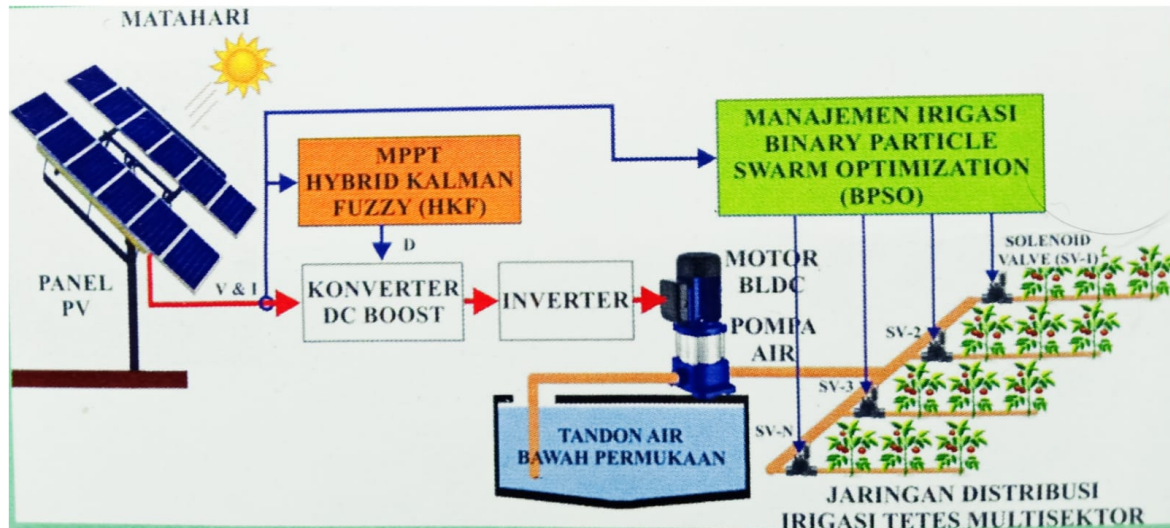 MATAHARI
MPPT
HYBRID KALMAN
FUZZY (HKF)
MANAJEMEN IRIGASI
BINARY PARTICLE
SWARM OPTIMIZATION
(BPSO)
D
PANEL
PV
V & I
KONVERTER
DC BOOST
INVERTER
MOTOR
BLDC
POMPA
AIR
SOLENOID
VALVE (SV-1)
SV-2
SV-3
SV-N
TANDON AIR
BAWAH PERMUKAAN
JARINGAN DISTRIBUSI
IRIGASI TETES MULTISEKTOR